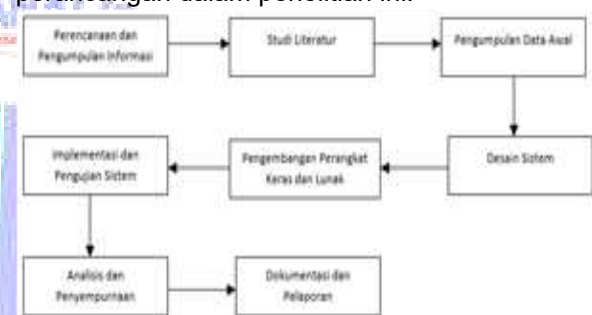 perancangan dalam penelitian ini.
Perencanaan dan
Pengumpulan Informasi
Studi Literatur
Pengumpulan Data Awal
Desain Sistem
Pengembangan Perangkat
Keras dan Lunak
Implementasi dan
Pengujian Sistem
Analisis dan
Penyempurnaan
Dokumentasi dan
Pelaporan